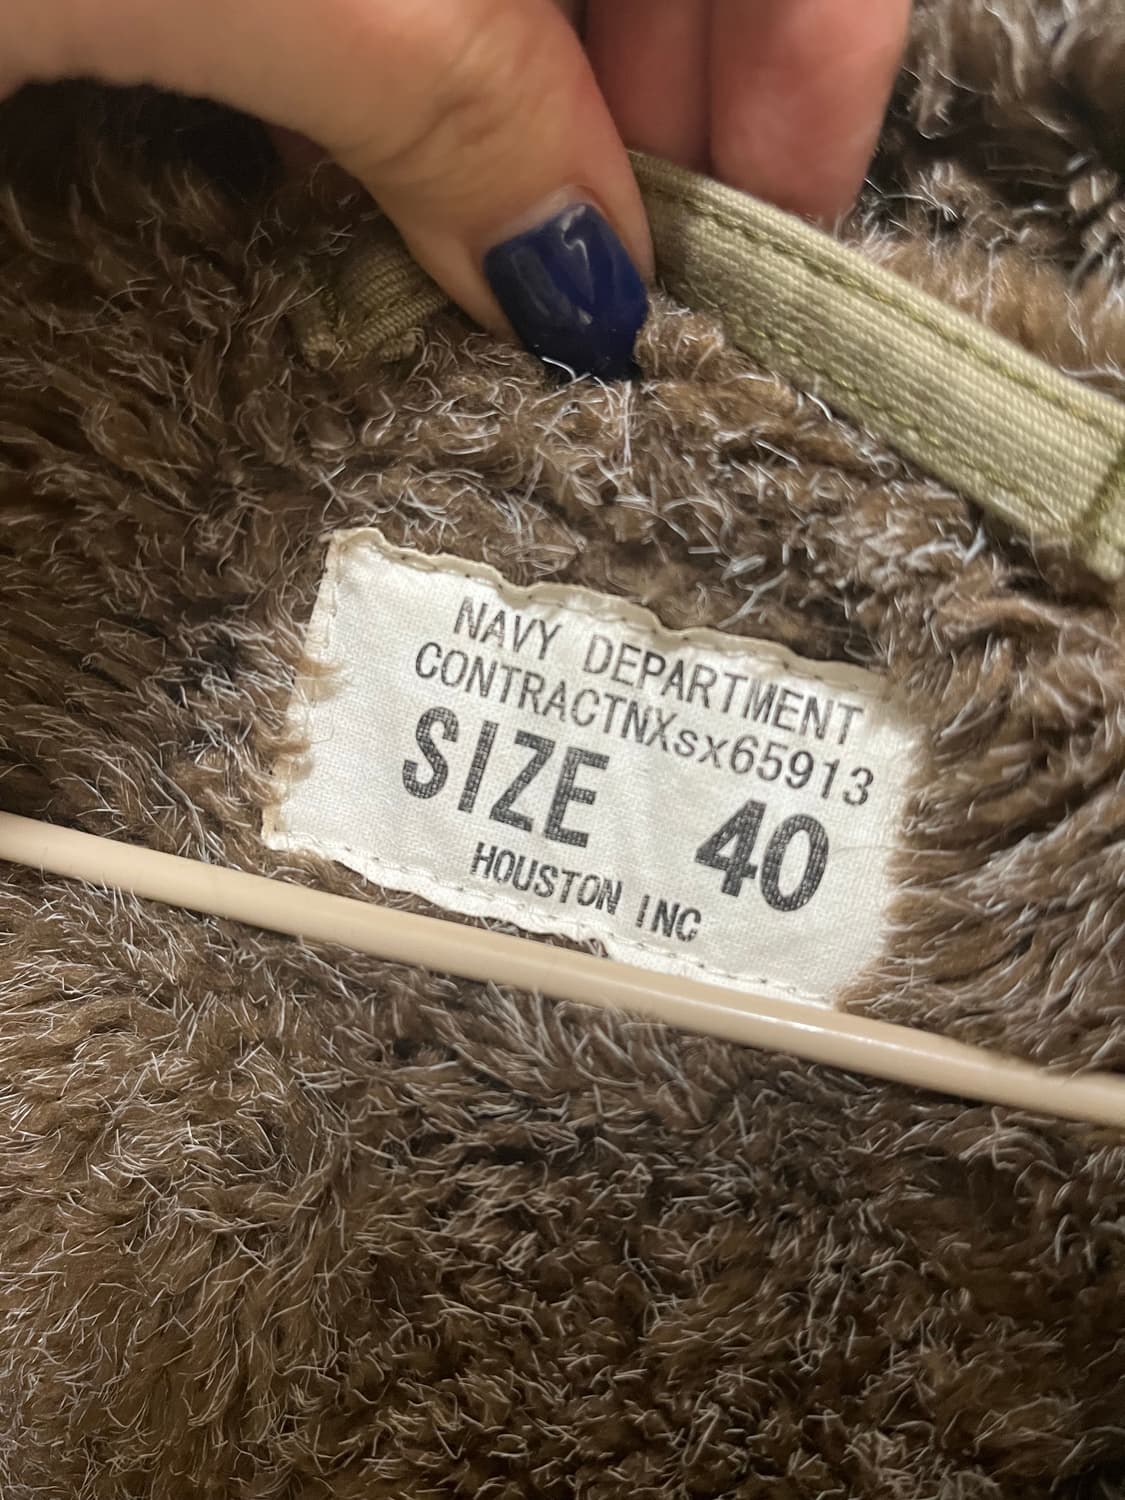 NAVY DEPARTMENT
CONTRACTNXsx65913
SIZE 40
HOUSTON INC